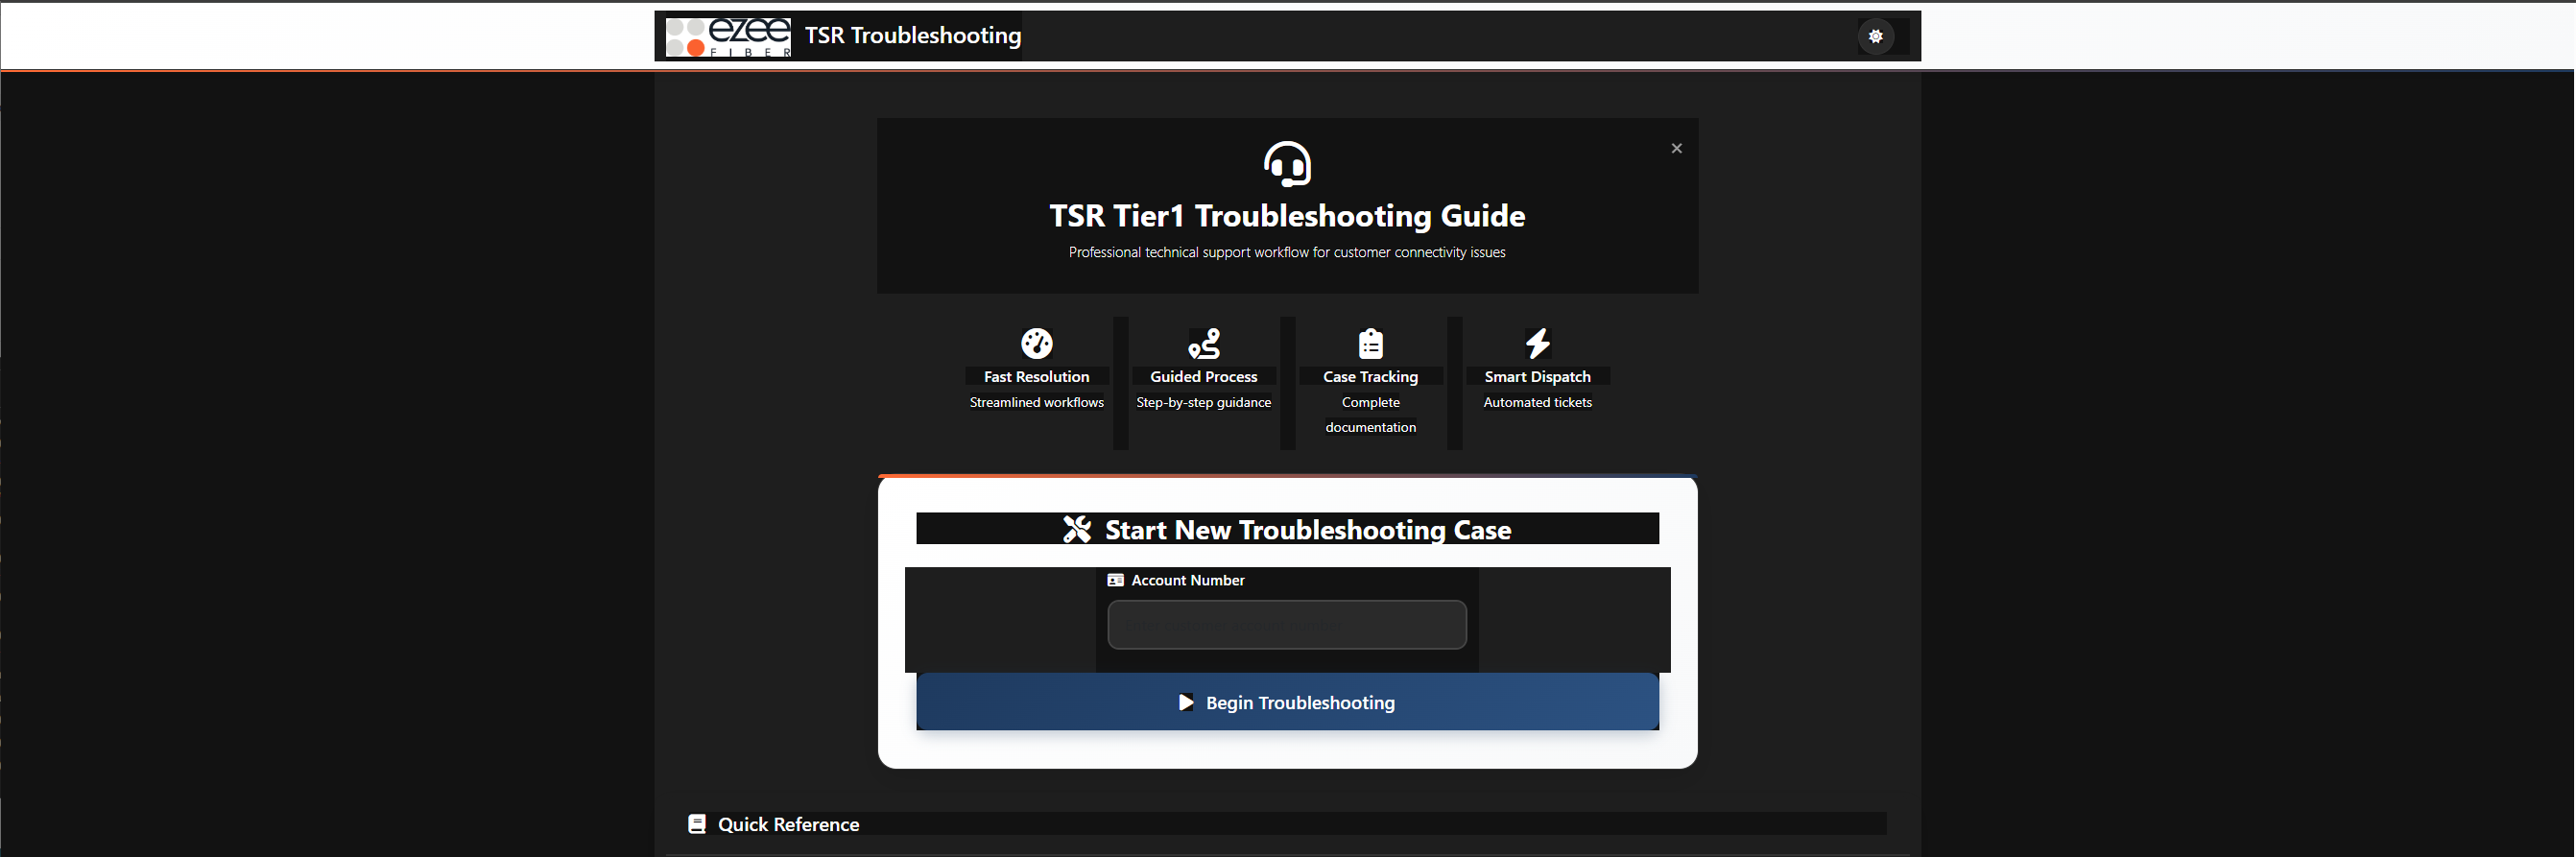 ezee
FIBER
TSR Troubleshooting
×
TSR Tier1 Troubleshooting Guide
Professional technical support workflow for customer connectivity issues
Fast Resolution
Streamlined workflows
Guided Process
Step-by-step guidance
Case Tracking
Complete
documentation
Smart Dispatch
Automated tickets
Start New Troubleshooting Case
Account Number
Begin Troubleshooting
Quick Reference